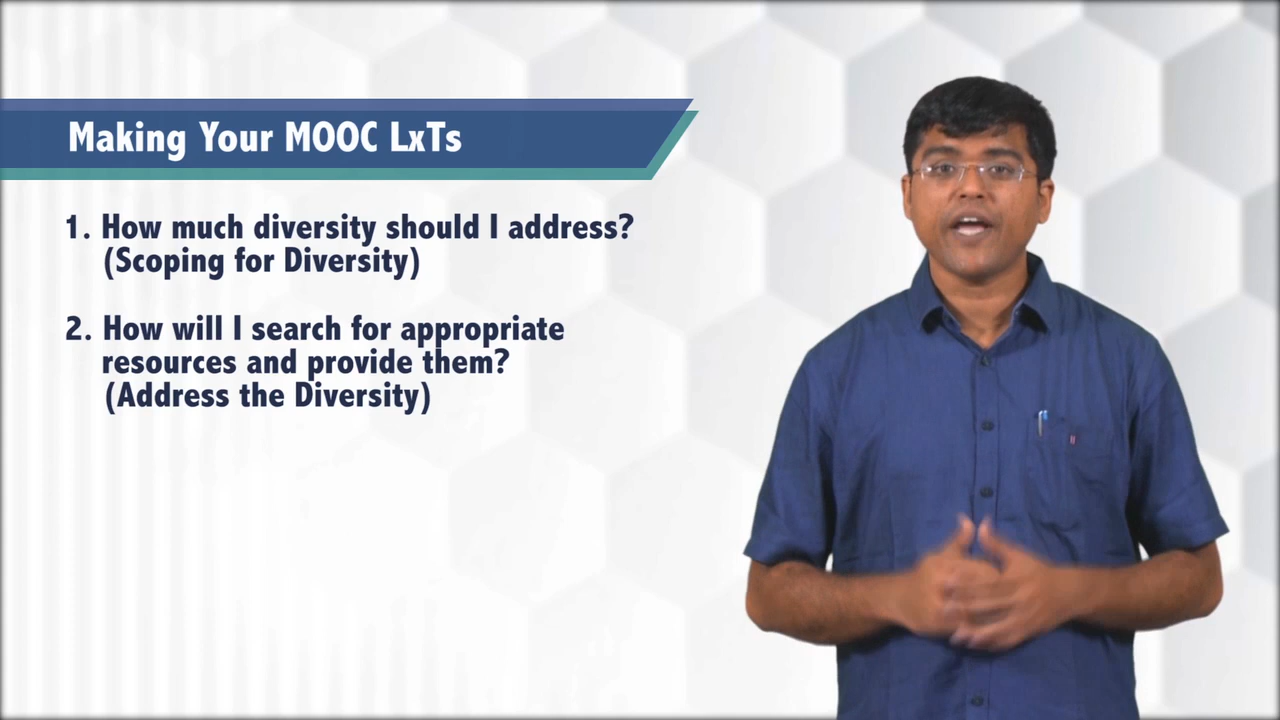 Making Your MOOC LxTs
1. How much diversity should I address?
(Scoping for Diversity)
2. How will I search for appropriate
resources and provide them?
(Address the Diversity)